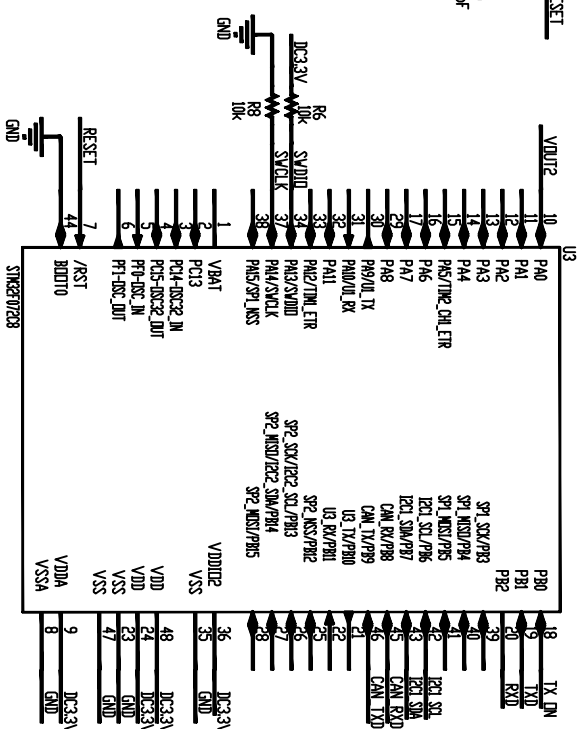 ESET
U3
VOUT2
10 PA0
11 PA1
12 PA2
13 PA3
14 PA4
15 PA5/TIM2_CH1_ETR
16 PA6
17 PA7
29 PA8
30 PA9/U1_TX
31 PA10/U1_RX
32 PA11
33 PA12/TIM1_ETR
DC3.3V
R6
10k
SWDIO 34 PA13/SWDIO
GND
R8
10k
SWCLK 37 PA14/SWCLK
38 PA15/SP1_NSS
1 VBAT
2 PC13
3 PC14-OSC32_IN
4 PC15-OSC32_OUT
5 PF0-OSC_IN
6 PF1-OSC_OUT
RESET 7 /RST
GND 44 BOOT0
PB0 18 TX_ON
PB1 19 TXD
PB2 20 RXD
SP1_SCK/PB3 39
SP1_MISO/PB4 40
SP1_MOSI/PB5 41
I2C1_SCL/PB6 42 I2C1_SCL
I2C1_SDA/PB7 43 I2C1_SDA
CAN_RX/PB8 45 CAN_RXD
CAN_TX/PB9 46 CAN_TXD
U3_TX/PB10 21
U3_RX/PB11 22
SP2_NSS/PB12 25
SP2_SCK/I2C2_SCL/PB13 26
SP2_MISO/I2C2_SDA/PB14 27
SP2_MOSI/PB15 28
VDDIO2 36 DC3.3V
VSS 35 GND
VDD 48 DC3.3V
VDD 24 DC3.3V
VSS 23 GND
VSS 47 GND
VDDA 9 DC3.3V
VSSA 8 GND
STM32F072C8